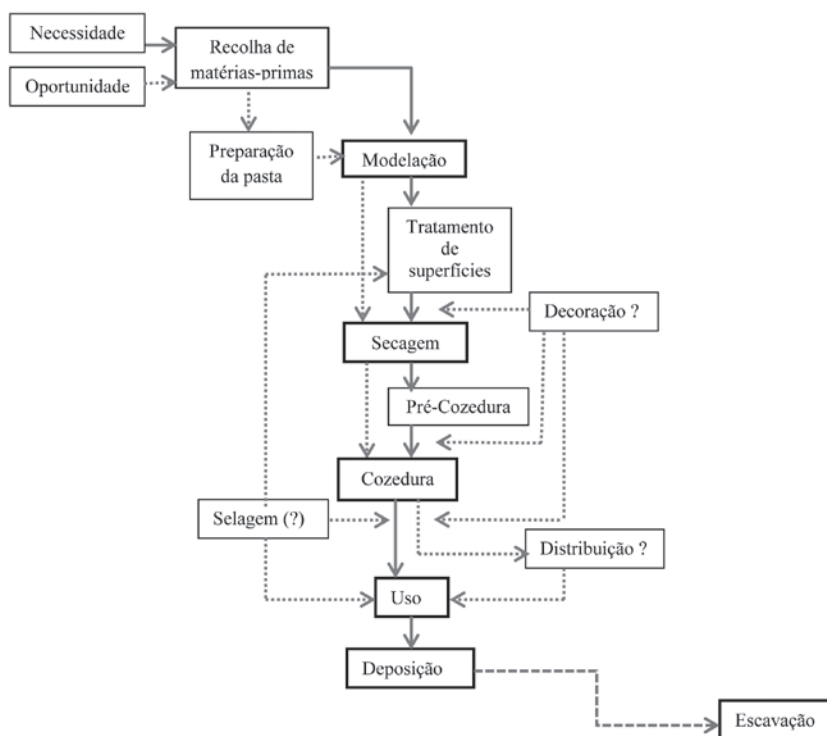 Necessidade
Recolha de
matérias-primas
Oportunidade
Preparação
da pasta
Modelação
Tratamento
de
superfícies
Decoração ?
Secagem
Pré-Cozedura
Cozedura
Selagem (?)
Distribuição ?
Uso
Deposição
Escavação